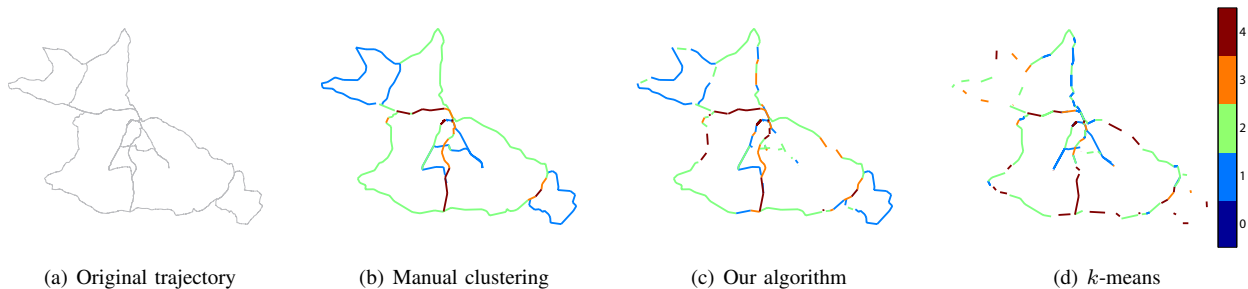 4
3
2
1
0
(a) Original trajectory
(b) Manual clustering
(c) Our algorithm
(d) k-means